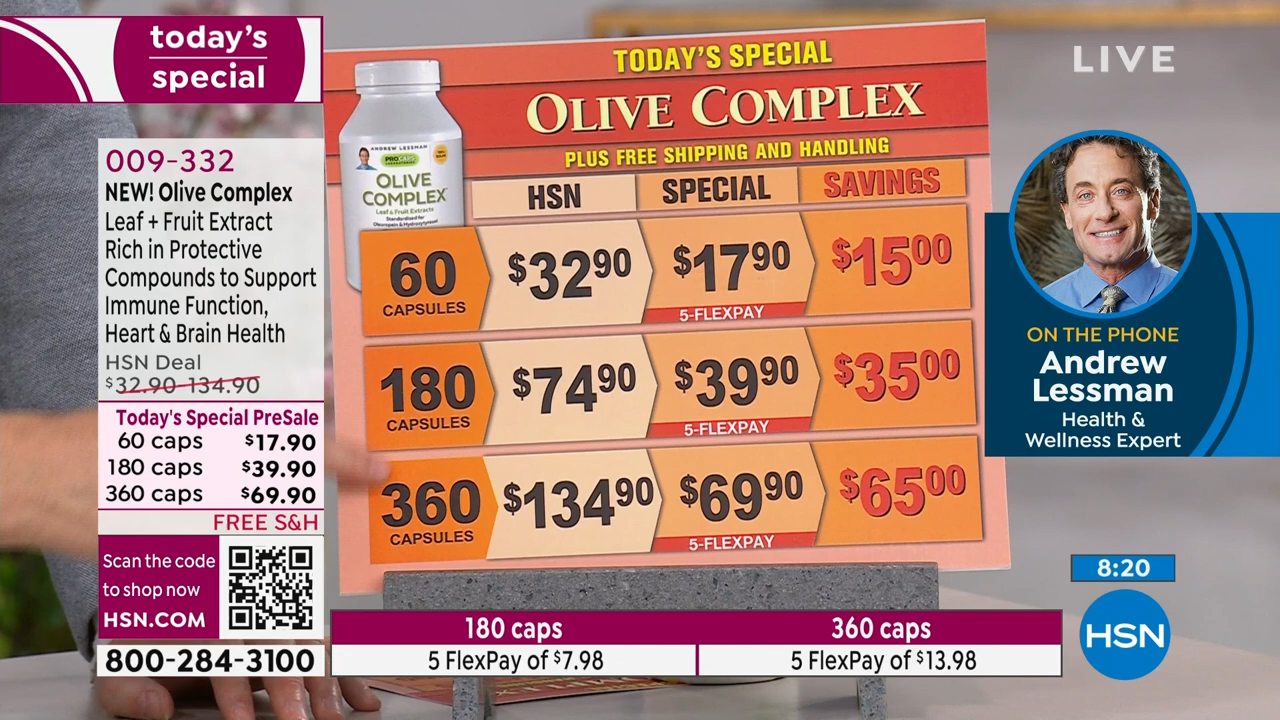 today's
special
009-332
NEW! Olive Complex
Leaf + Fruit Extract
Rich in Protective
Compounds to Support
Immune Function,
Heart & Brain Health
HSN Deal
$32.90-134.90
Today's Special PreSale
60 caps $17.90
180 caps $39.90
360 caps $69.90
FREE S&H
Scan the code
to shop now
HSN.COM
800-284-3100
TODAY'S SPECIAL
OLIVE COMPLEX
PLUS FREE SHIPPING AND HANDLING
HSN SPECIAL SAVINGS
60 CAPSULES $32.90 $17.90 5-FLEXPAY $15.00
180 CAPSULES $74.90 $39.90 5-FLEXPAY $35.00
360 CAPSULES $134.90 $69.90 5-FLEXPAY $65.00
ANDREW LESSMAN
PROCAPS
LABORATORIES
OLIVE
COMPLEX
Leaf & Fruit Extracts
Standardized for
Oleuropein & Hydroxytyrosol
LIVE
ON THE PHONE
Andrew
Lessman
Health &
Wellness Expert
8:20
HSN
180 caps
5 FlexPay of $7.98
360 caps
5 FlexPay of $13.98